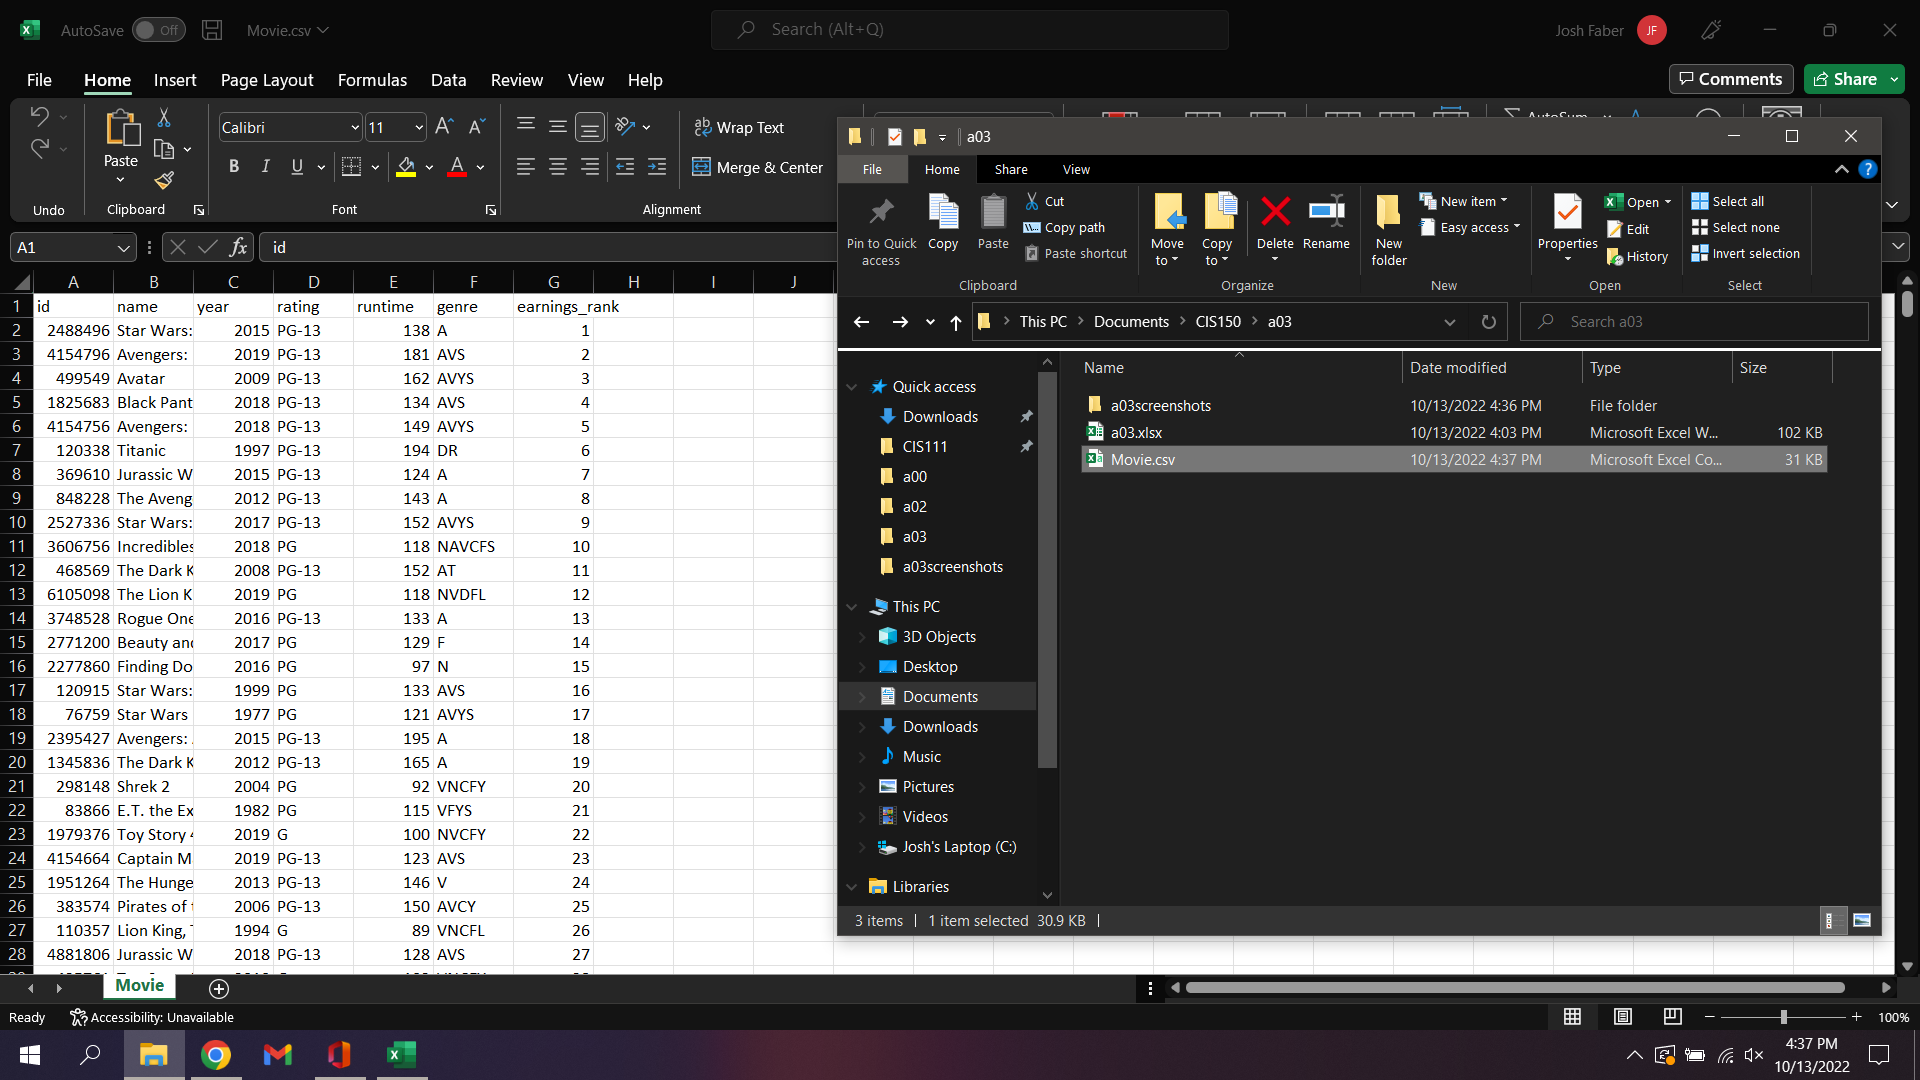 AutoSave Off Movie.csv Search (Alt+Q) Josh Faber JF
File Home Insert Page Layout Formulas Data Review View Help Comments Share
Calibri 11 Wrap Text
Paste B I U A Merge & Center
Undo Clipboard Font Alignment
A1 fx id
A B C D E F G H I J
1 id name year rating runtime genre earnings_rank
2 2488496 Star Wars: 2015 PG-13 138 A 1
3 4154796 Avengers: 2019 PG-13 181 AVS 2
4 499549 Avatar 2009 PG-13 162 AVYS 3
5 1825683 Black Pant 2018 PG-13 134 AVS 4
6 4154756 Avengers: 2018 PG-13 149 AVYS 5
7 120338 Titanic 1997 PG-13 194 DR 6
8 369610 Jurassic W 2015 PG-13 124 A 7
9 848228 The Aveng 2012 PG-13 143 A 8
10 2527336 Star Wars: 2017 PG-13 152 AVYS 9
11 3606756 Incredibles 2018 PG 118 NAVCFS 10
12 468569 The Dark K 2008 PG-13 152 AT 11
13 6105098 The Lion K 2019 PG 118 NVDFL 12
14 3748528 Rogue One 2016 PG-13 133 A 13
15 2771200 Beauty and 2017 PG 129 F 14
16 2277860 Finding Do 2016 PG 97 N 15
17 120915 Star Wars: 1999 PG 133 AVS 16
18 76759 Star Wars 1977 PG 121 AVYS 17
19 2395427 Avengers: 2015 PG-13 195 A 18
20 1345836 The Dark K 2012 PG-13 165 A 19
21 298148 Shrek 2 2004 PG 92 VNCFY 20
22 83866 E.T. the Ex 1982 PG 115 VFYS 21
23 1979376 Toy Story 4 2019 G 100 NVCFY 22
24 4154664 Captain M 2019 PG-13 123 AVS 23
25 1951264 The Hunge 2013 PG-13 146 V 24
26 383574 Pirates of 2006 PG-13 150 AVCY 25
27 110357 Lion King, 1994 G 89 VNCFL 26
28 4881806 Jurassic W 2018 PG-13 128 AVS 27
Movie
Ready Accessibility: Unavailable 100%
AutoSum
a03
File Home Share View
Pin to Quick access Copy Paste Cut
Copy path
Paste shortcut
Move to Copy to Delete Rename
New folder New item
Easy access
Properties Open
Edit
History
Select all
Select none
Invert selection
Clipboard Organize New Open Select
This PC Documents CIS150 a03 Search a03
Name Date modified Type Size
a03screenshots 10/13/2022 4:36 PM File folder
a03.xlsx 10/13/2022 4:03 PM Microsoft Excel W... 102 KB
Movie.csv 10/13/2022 4:37 PM Microsoft Excel Co... 31 KB
Quick access
Downloads
CIS111
a00
a02
a03
a03screenshots
This PC
3D Objects
Desktop
Documents
Downloads
Music
Pictures
Videos
Josh's Laptop (C:)
Libraries
3 items 1 item selected 30.9 KB
4:37 PM
10/13/2022